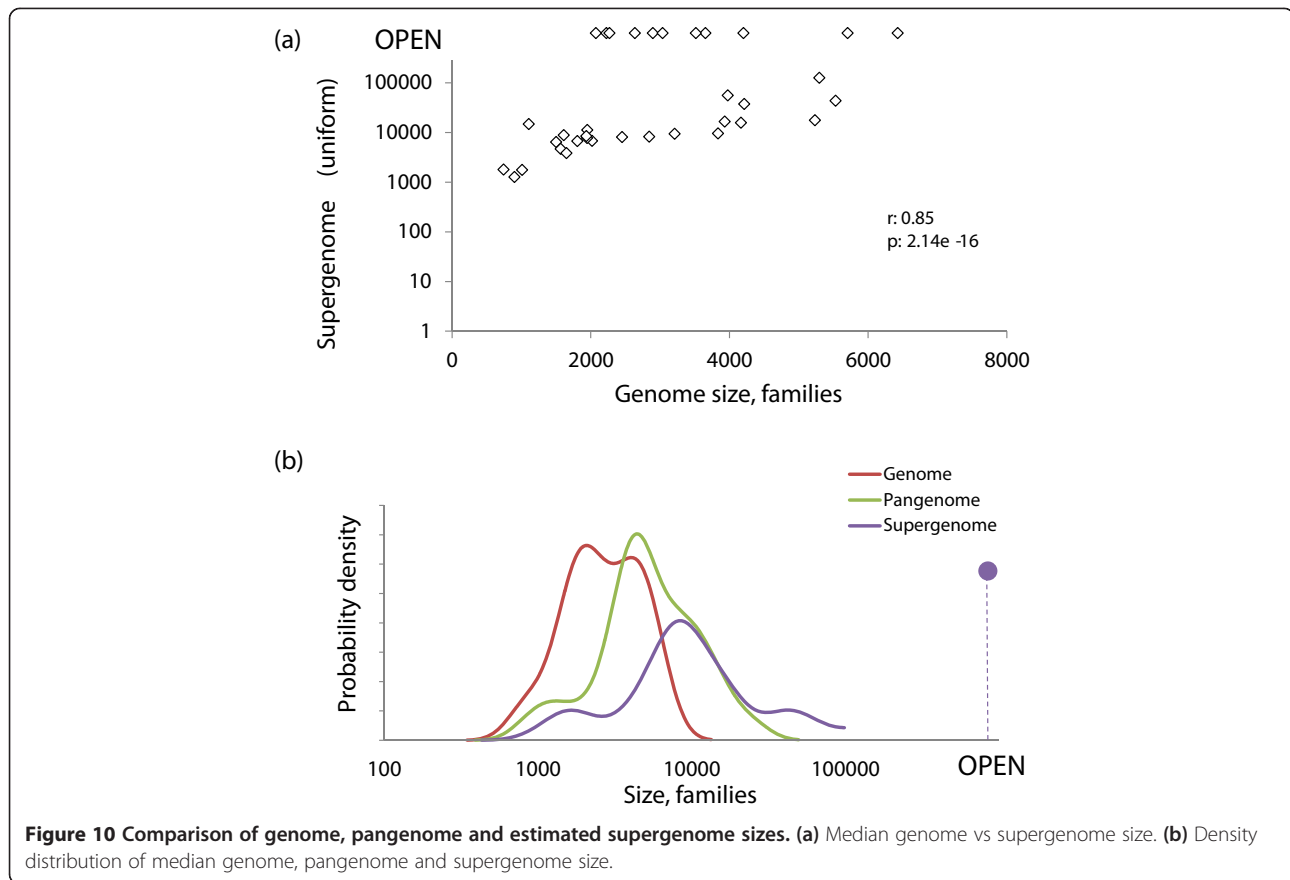 (a)
OPEN
Supergenome (uniform)
100000
10000
1000
100
10
1
r: 0.85
p: 2.14e -16
0 2000 4000 6000 8000
Genome size, families
(b)
Genome
Pangenome
Supergenome
Probability density
100 1000 10000 100000 OPEN
Size, families
Figure 10 Comparison of genome, pangenome and estimated supergenome sizes. (a) Median genome vs supergenome size. (b) Density
distribution of median genome, pangenome and supergenome size.